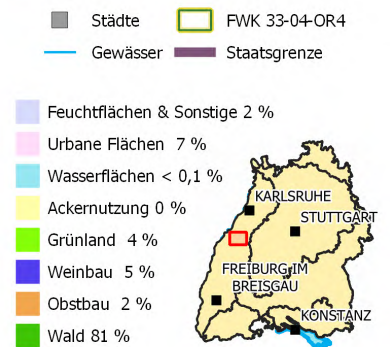 Städte
FWK 33-04-OR4
Gewässer
Staatsgrenze
Feuchtflächen & Sonstige 2 %
Urbane Flächen 7 %
Wasserflächen < 0,1 %
Ackernutzung 0 %
Grünland 4 %
Weinbau 5 %
Obstbau 2 %
Wald 81 %
KARLSRUHE
STUTTGART
FREIBURG IM
BREISGAU
KONSTANZ